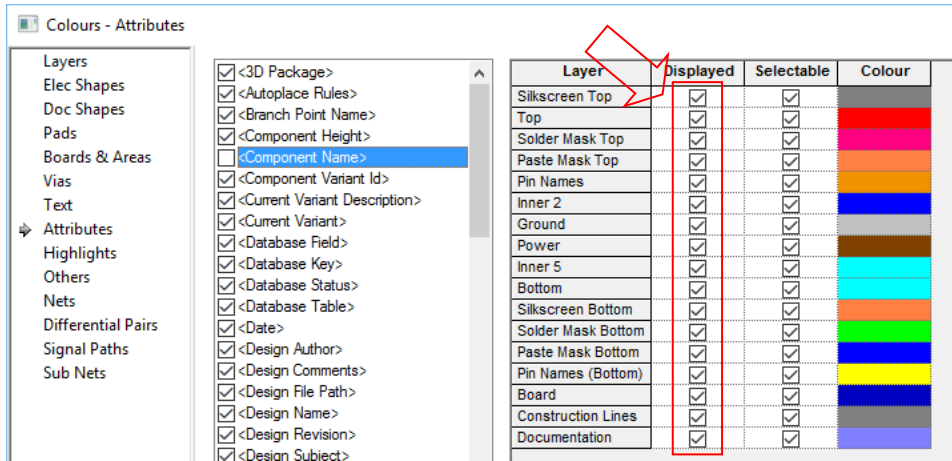 Colours - Attributes
Layers
Elec Shapes
Doc Shapes
Pads
Boards & Areas
Vias
Text
Attributes
Highlights
Others
Nets
Differential Pairs
Signal Paths
Sub Nets
<3D Package>
<Autoplace Rules>
<Branch Point Name>
<Component Height>
<Component Name>
<Component Variant Id>
<Current Variant Description>
<Current Variant>
<Database Field>
<Database Key>
<Database Status>
<Database Table>
<Date>
<Design Author>
<Design Comments>
<Design File Path>
<Design Name>
<Design Revision>
<Design Subject>
Layer Displayed Selectable Colour
Silkscreen Top
Top
Solder Mask Top
Paste Mask Top
Pin Names
Inner 2
Ground
Power
Inner 5
Bottom
Silkscreen Bottom
Solder Mask Bottom
Paste Mask Bottom
Pin Names (Bottom)
Board
Construction Lines
Documentation